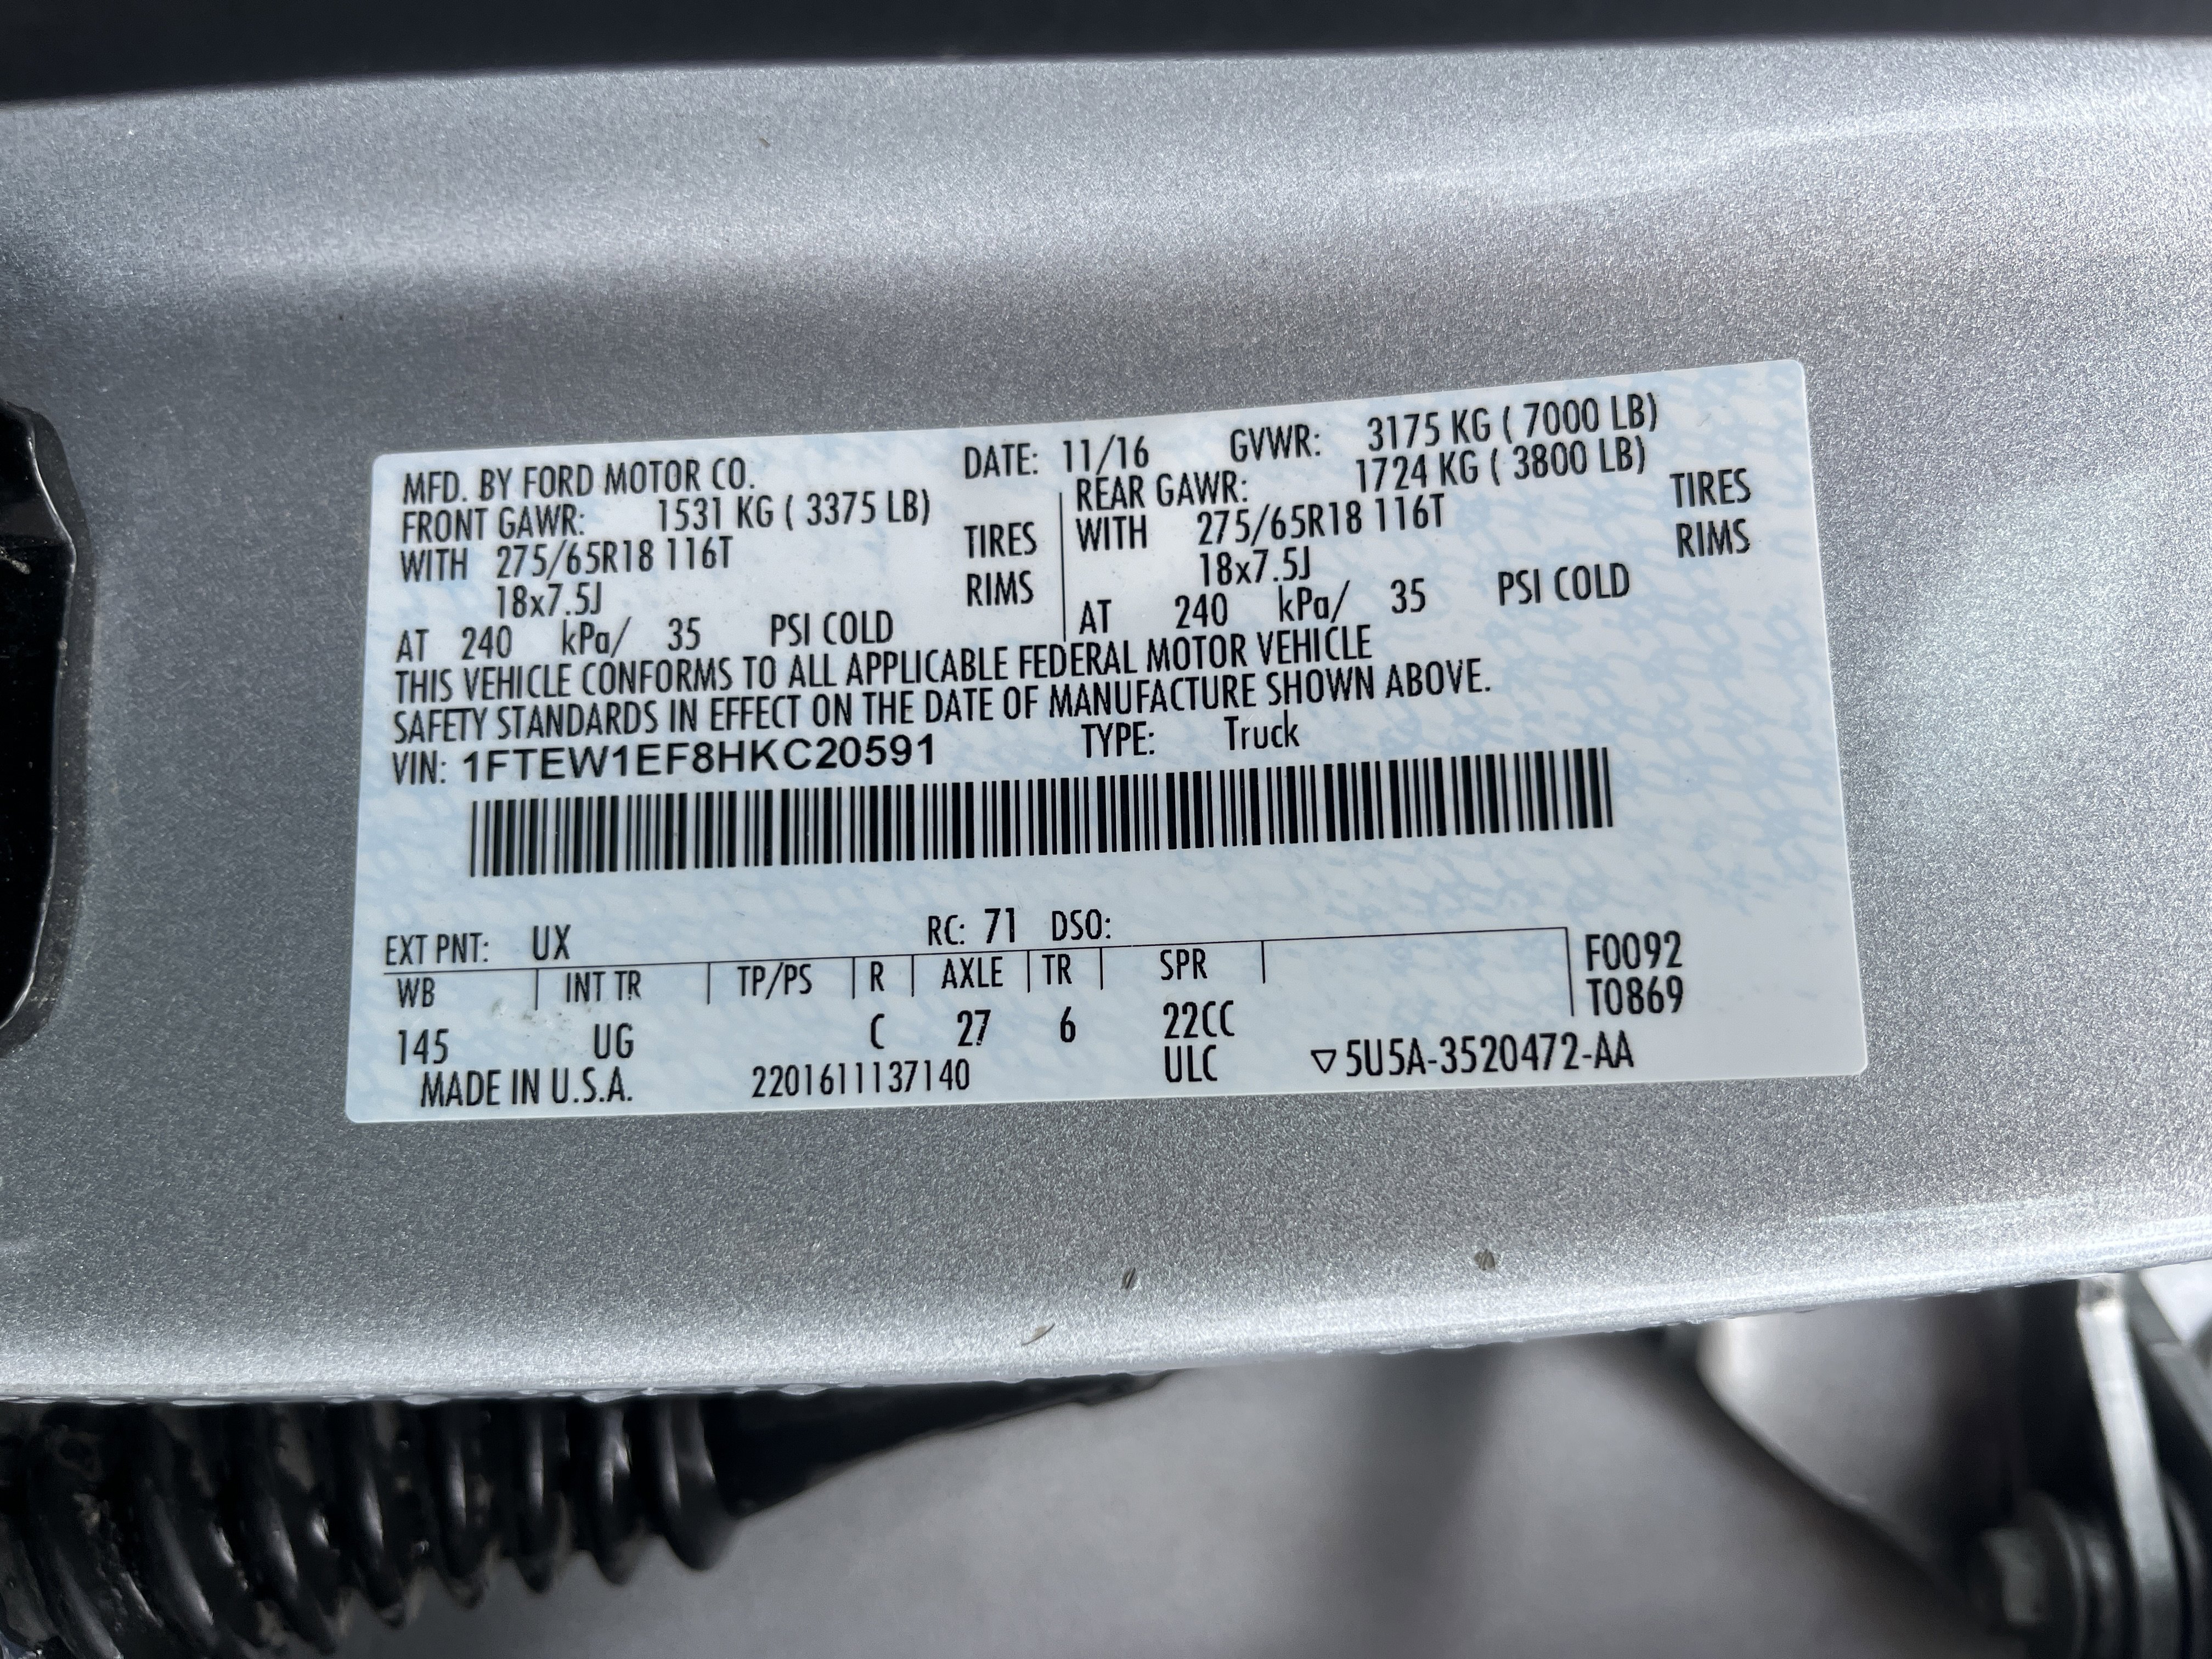 MFD. BY FORD MOTOR CO. DATE: 11/16 GVWR: 3175 KG ( 7000 LB)
FRONT GAWR: 1531 KG ( 3375 LB) REAR GAWR: 1724 KG ( 3800 LB)
WITH 275/65R18 116T TIRES WITH 275/65R18 116T TIRES
18x7.5J RIMS 18x7.5J RIMS
AT 240 kPa/ 35 PSI COLD AT 240 kPa/ 35 PSI COLD
THIS VEHICLE CONFORMS TO ALL APPLICABLE FEDERAL MOTOR VEHICLE
SAFETY STANDARDS IN EFFECT ON THE DATE OF MANUFACTURE SHOWN ABOVE.
VIN: 1FTEW1EF8HKC20591 TYPE: Truck
EXT PNT: UX RC: 71 DSO:
WB INT TR TP/PS R AXLE TR SPR F0092
T0869
145 UG C 27 6 22CC
MADE IN U.S.A. 2201611137140 ULC ▽5U5A-3520472-AA